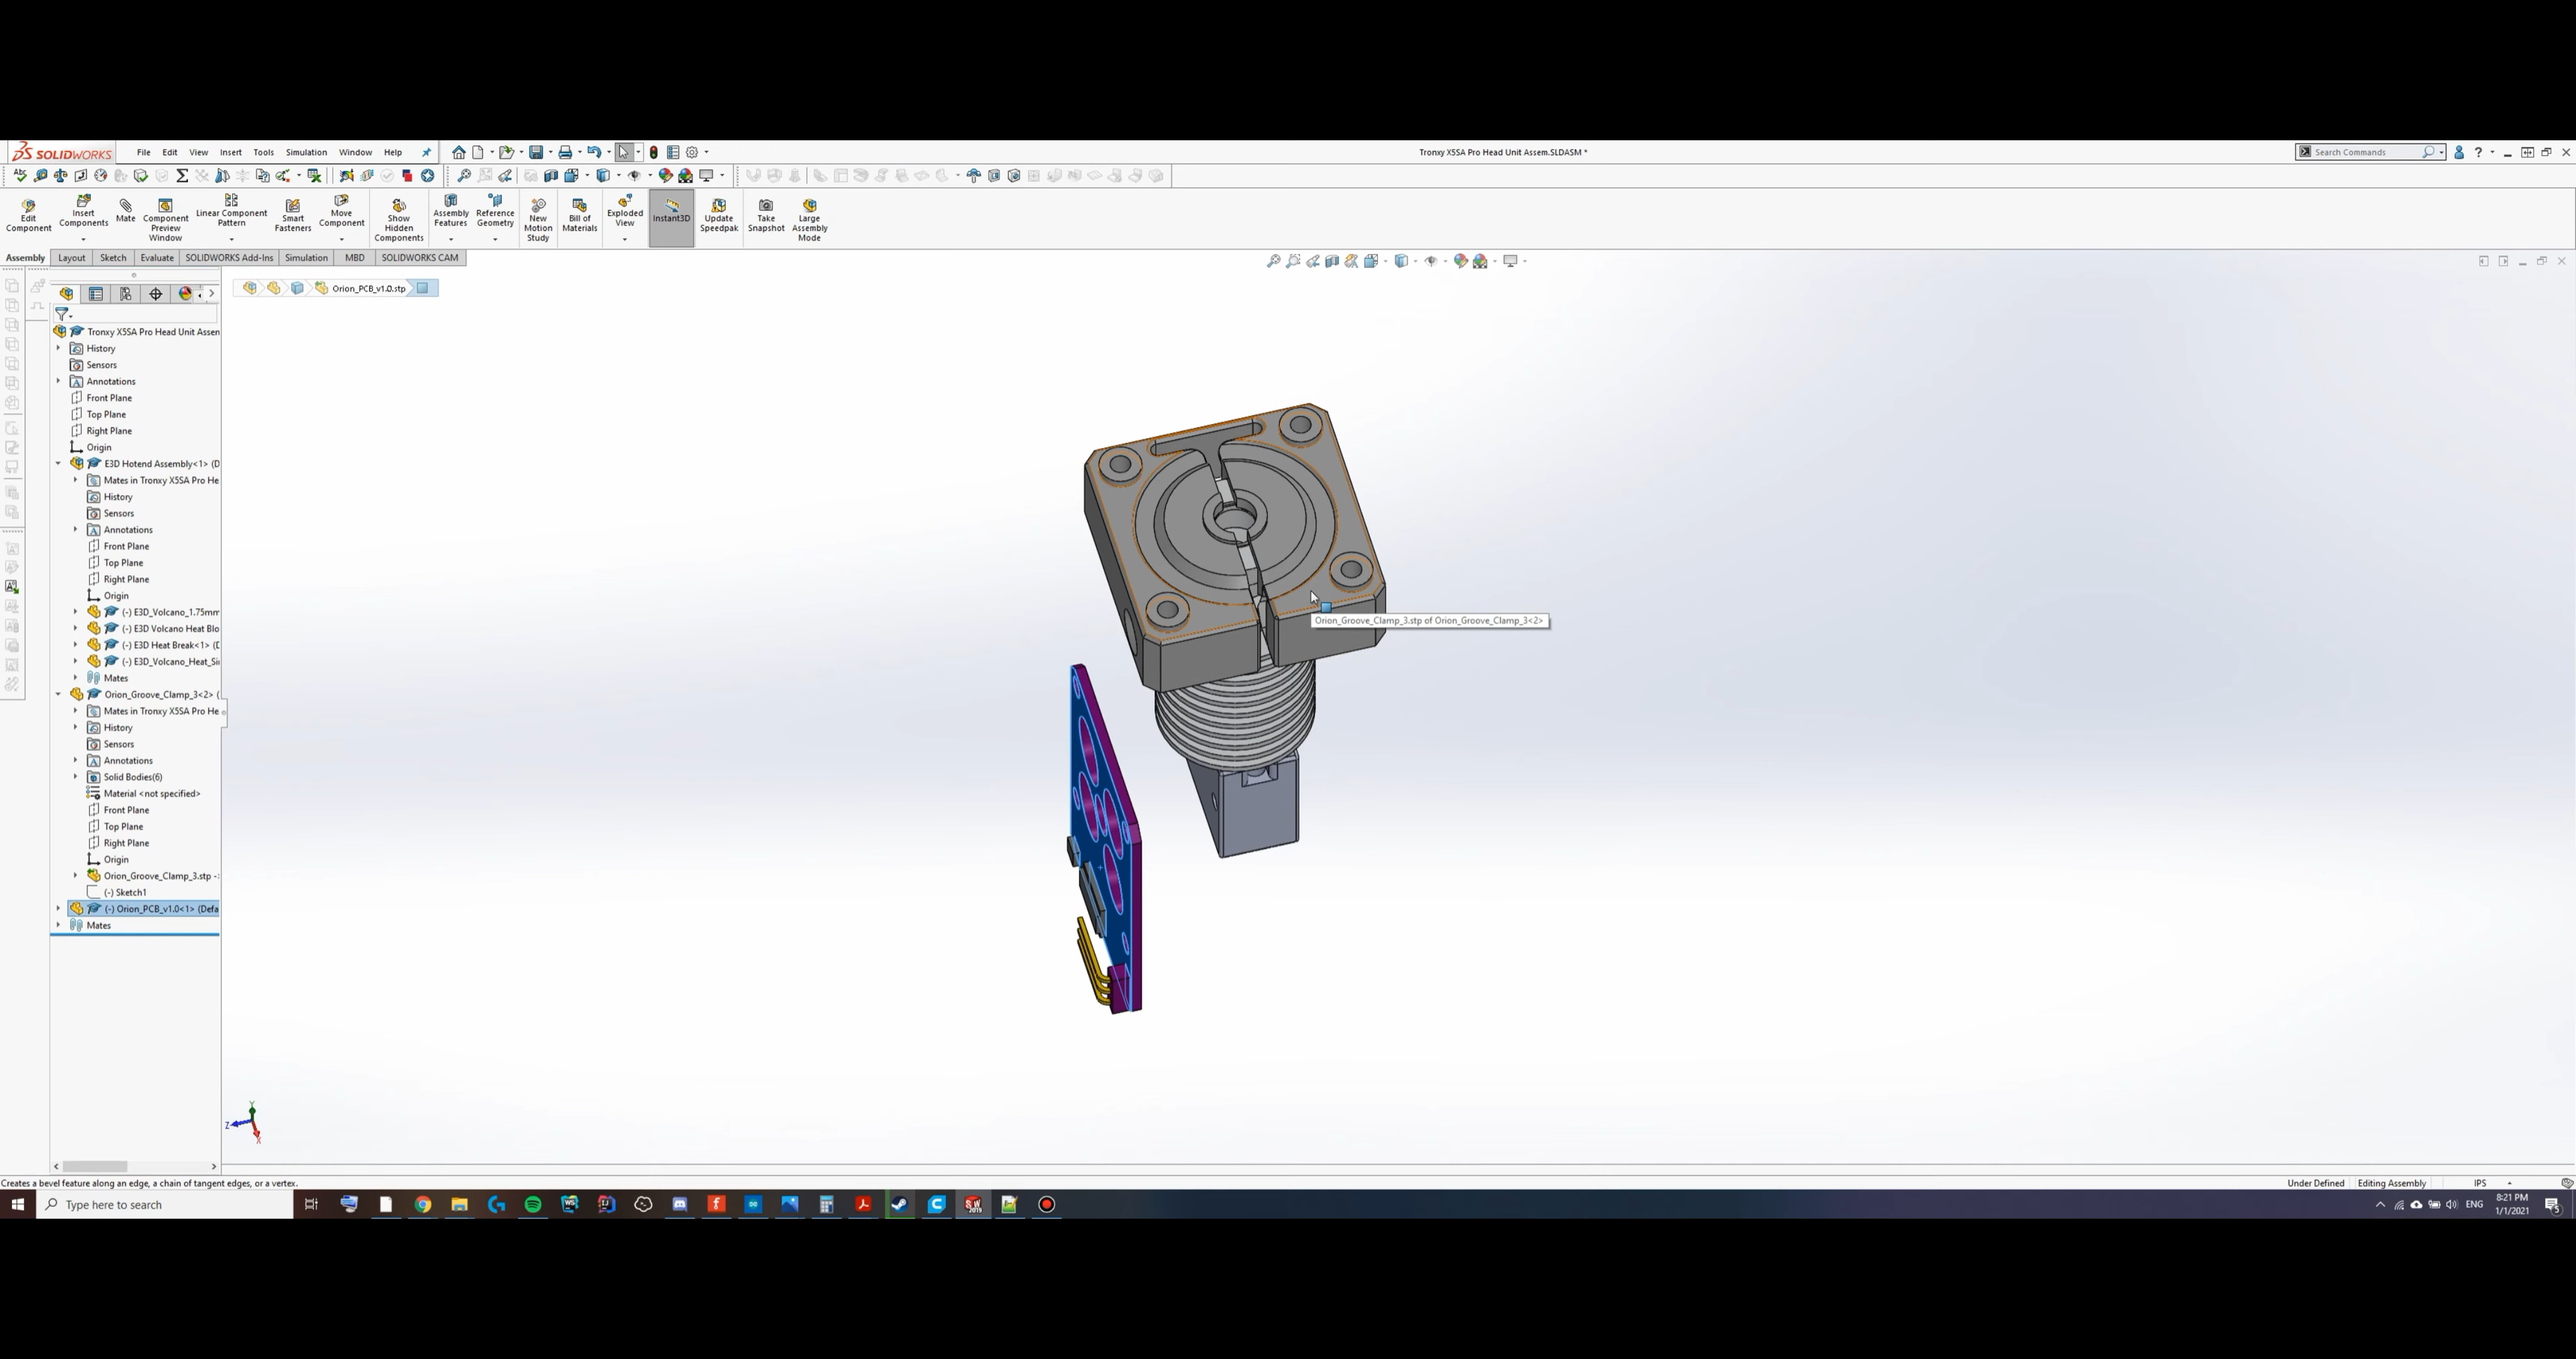 SOLIDWORKS File Edit View Insert Tools Simulation Window Help Tronxy X5SA Pro Head Unit Assem.SLDASM * Search Commands
Edit Component
Insert Components
Mate
Component Preview Window
Linear Component Pattern
Smart Fasteners
Move Component
Show Hidden Components
Assembly Features
Reference Geometry
New Motion Study
Bill of Materials
Exploded View
Instant3D
Update Speedpak
Take Snapshot
Large Assembly Mode
Assembly Layout Sketch Evaluate SOLIDWORKS Add-Ins Simulation MBD SOLIDWORKS CAM
Orion_PCB_v1.0.stp
Tronxy X5SA Pro Head Unit Assen
History
Sensors
Annotations
Front Plane
Top Plane
Right Plane
Origin
E3D Hotend Assembly<1> (D
Mates in Tronxy X5SA Pro He
History
Sensors
Annotations
Front Plane
Top Plane
Right Plane
Origin
(-) E3D_Volcano_1.75mm
(-) E3D Volcano Heat Blo
(-) E3D Heat Break<1> (D
(-) E3D_Volcano_Heat_Si
Mates
Orion_Groove_Clamp_3<2> (
Mates in Tronxy X5SA Pro He
History
Sensors
Annotations
Solid Bodies(6)
Material <not specified>
Front Plane
Top Plane
Right Plane
Origin
Orion_Groove_Clamp_3.stp -
(-) Sketch1
(-) Orion_PCB_v1.0<1> (Defa
Mates
Orion_Groove_Clamp_3.stp of Orion_Groove_Clamp_3<2>
Y
Z
X
Creates a bevel feature along an edge, a chain of tangent edges, or a vertex. Under Defined Editing Assembly IPS
Type here to search
ENG
8:21 PM
1/1/2021